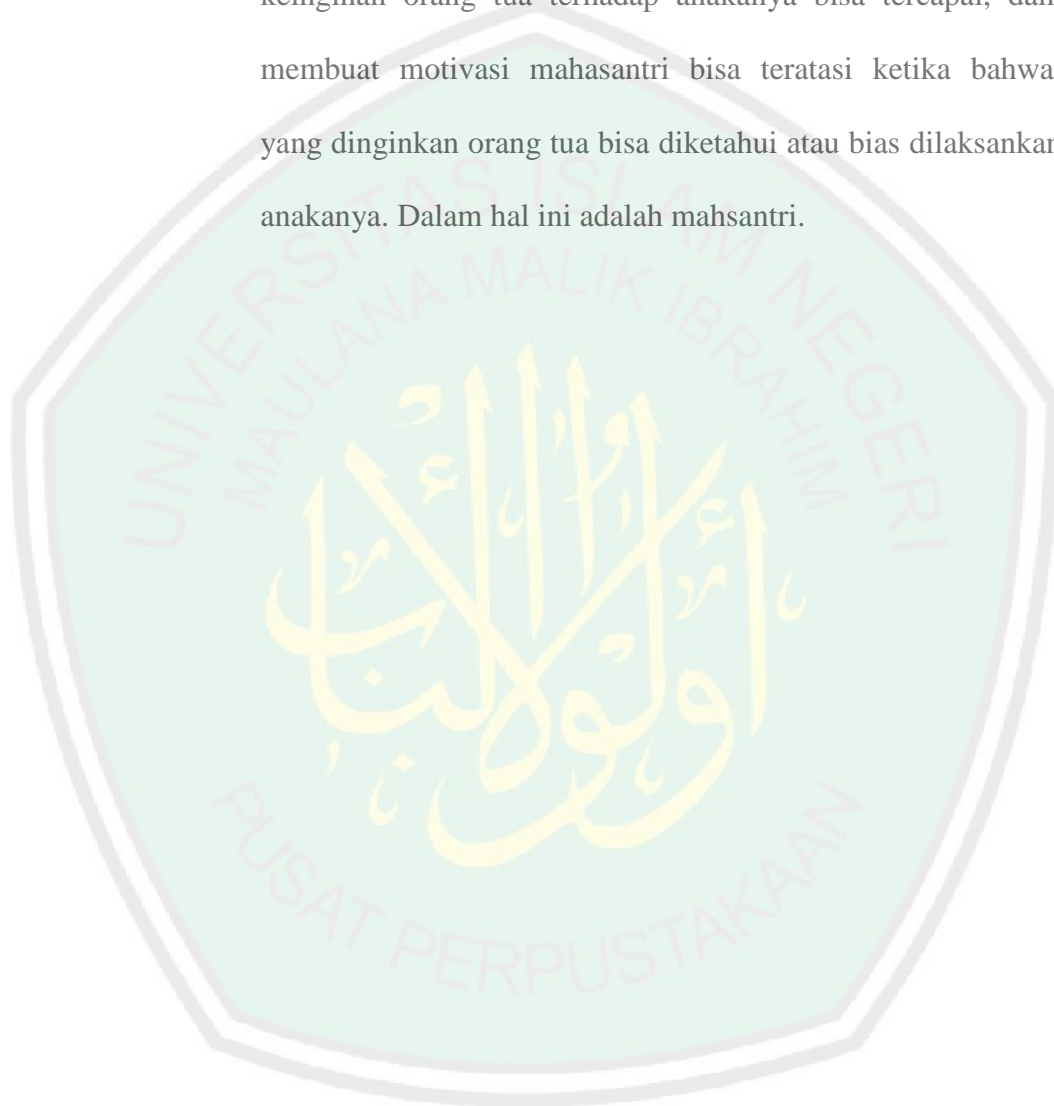 keinginan orang tua terhadap anakanya bisa tercapai, dan
membuat motivasi mahasantri bisa teratasi ketika bahwa
yang dinginkan orang tua bisa diketahui atau bias dilaksankan
anakanya. Dalam hal ini adalah mahsantri.
UNIVERSITAS ISLAM NEGERI
MAULANA MALIK IBRAHIM
أولوا الألباب
PUSAT PERPUSTAKAAN